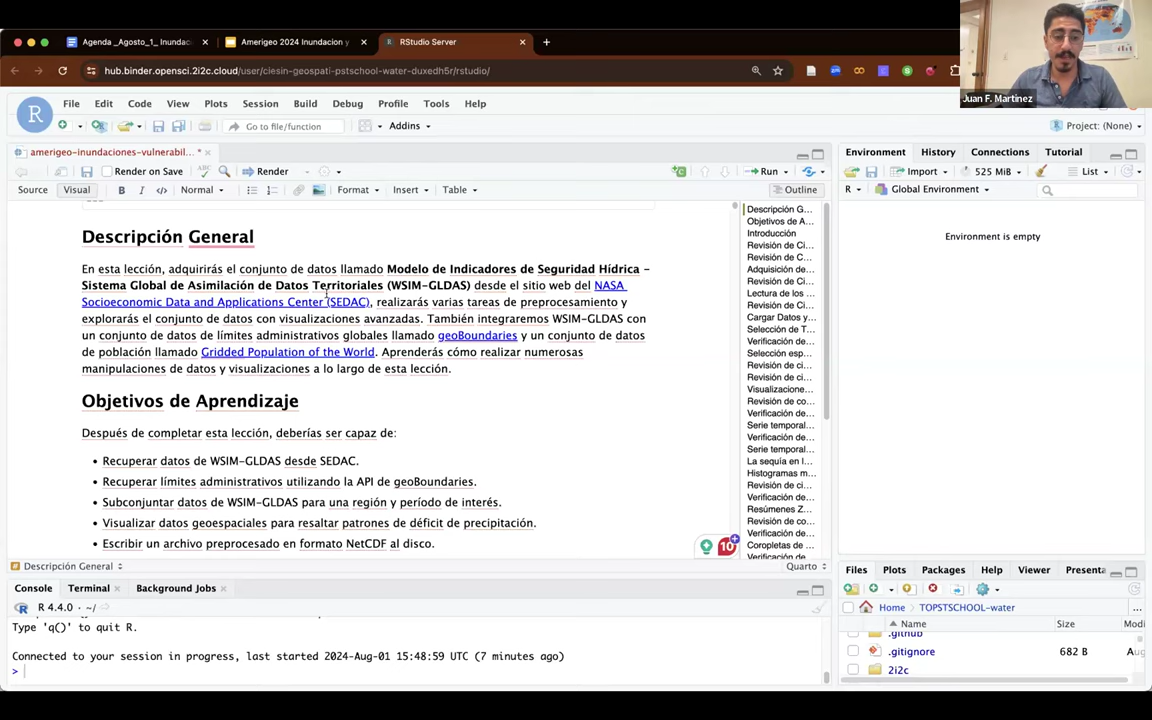 Agenda _Agosto_1_ Inundaci
Amerigeo 2024 Inundacion y
RStudio Server
hub.binder.opensci.2i2c.cloud/user/ciesin-geospati-pstschool-water-duxedh5r/rstudio/
Juan F. Martinez
File Edit Code View Plots Session Build Debug Profile Tools Help
Go to file/function
Addins
Project: (None)
amerigeo-inundaciones-vulnerabil... *
Render on Save
Render
Run
Source Visual
Normal
Format
Insert
Table
Outline
Descripción General
En esta lección, adquirirás el conjunto de datos llamado Modelo de Indicadores de Seguridad Hídrica –
Sistema Global de Asimilación de Datos Territoriales (WSIM-GLDAS) desde el sitio web del NASA
Socioeconomic Data and Applications Center (SEDAC), realizarás varias tareas de preprocesamiento y
explorarás el conjunto de datos con visualizaciones avanzadas. También integraremos WSIM-GLDAS con
un conjunto de datos de límites administrativos globales llamado geoBoundaries y un conjunto de datos
de población llamado Gridded Population of the World. Aprenderás cómo realizar numerosas
manipulaciones de datos y visualizaciones a lo largo de esta lección.
Objetivos de Aprendizaje
Después de completar esta lección, deberías ser capaz de:
• Recuperar datos de WSIM-GLDAS desde SEDAC.
• Recuperar límites administrativos utilizando la API de geoBoundaries.
• Subconjuntar datos de WSIM-GLDAS para una región y período de interés.
• Visualizar datos geoespaciales para resaltar patrones de déficit de precipitación.
• Escribir un archivo preprocesado en formato NetCDF al disco.
10
Descripción G...
Objetivos de A...
Introducción
Revisión de Ci...
Revisión de C...
Adquisición de...
Revisión de Ci...
Lectura de los ...
Revisión de Ci...
Cargar Datos y...
Selección de T...
Verificación de...
Selección esp...
Revisión de ci...
Revisión de ci...
Visualizacione...
Revisión de co...
Verificación de...
Serie temporal...
Verificación de...
Serie temporal...
La sequía en l...
Histogramas m...
Revisión de ci...
Verificación de...
Resúmenes Z...
Revisión de co...
Verificación de...
Coropletas de ...
Verificación de...
Descripción General
Quarto
Console Terminal Background Jobs
R 4.4.0 · ~/
Type 'q()' to quit R.
Connected to your session in progress, last started 2024-Aug-01 15:48:59 UTC (7 minutes ago)
>
Environment History Connections Tutorial
Import
525 MiB
List
R
Global Environment
Environment is empty
Files Plots Packages Help Viewer Presenta
Home TOPSTSCHOOL-water
...
Name Size Modi
.github
.gitignore 682 B Aug
2i2c